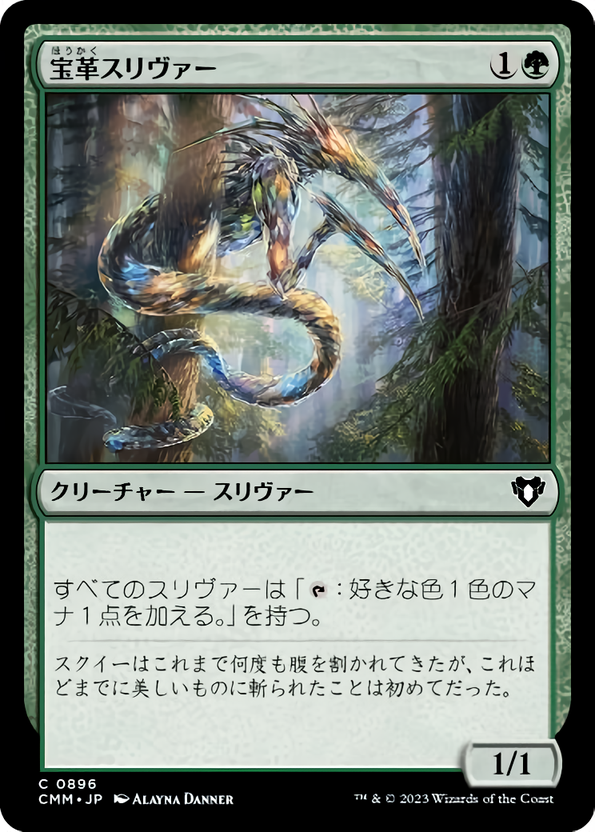 ほうかく
宝革スリヴァー
1
クリーチャー — スリヴァー
すべてのスリヴァーは「:好きな色1色のマ
ナ1点を加える。」を持つ。
スクイーはこれまで何度も腹を割かれてきたが、これほ
どまでに美しいものに斬られたことは初めてだった。
1/1
C 0896
CMM • JP Alayna Danner
™ & © 2023 Wizards of the Coast